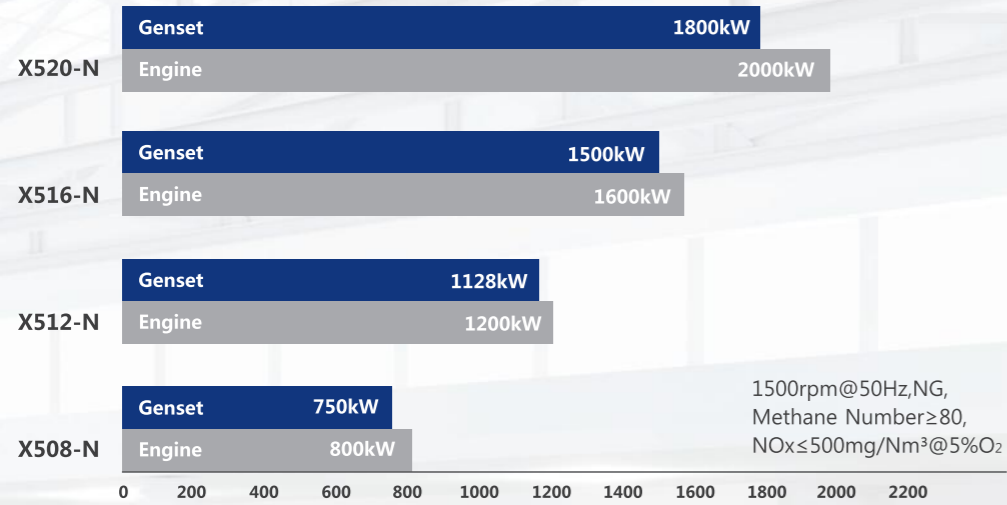 Genset 1800kW
X520-N
Engine 2000kW
Genset 1500kW
X516-N
Engine 1600kW
Genset 1128kW
X512-N
Engine 1200kW
Genset 750kW
X508-N
Engine 800kW
1500rpm@50Hz,NG,
Methane Number≥80,
NOx≤500mg/Nm³@5%O₂
0 200 400 600 800 1000 1200 1400 1600 1800 2000 2200